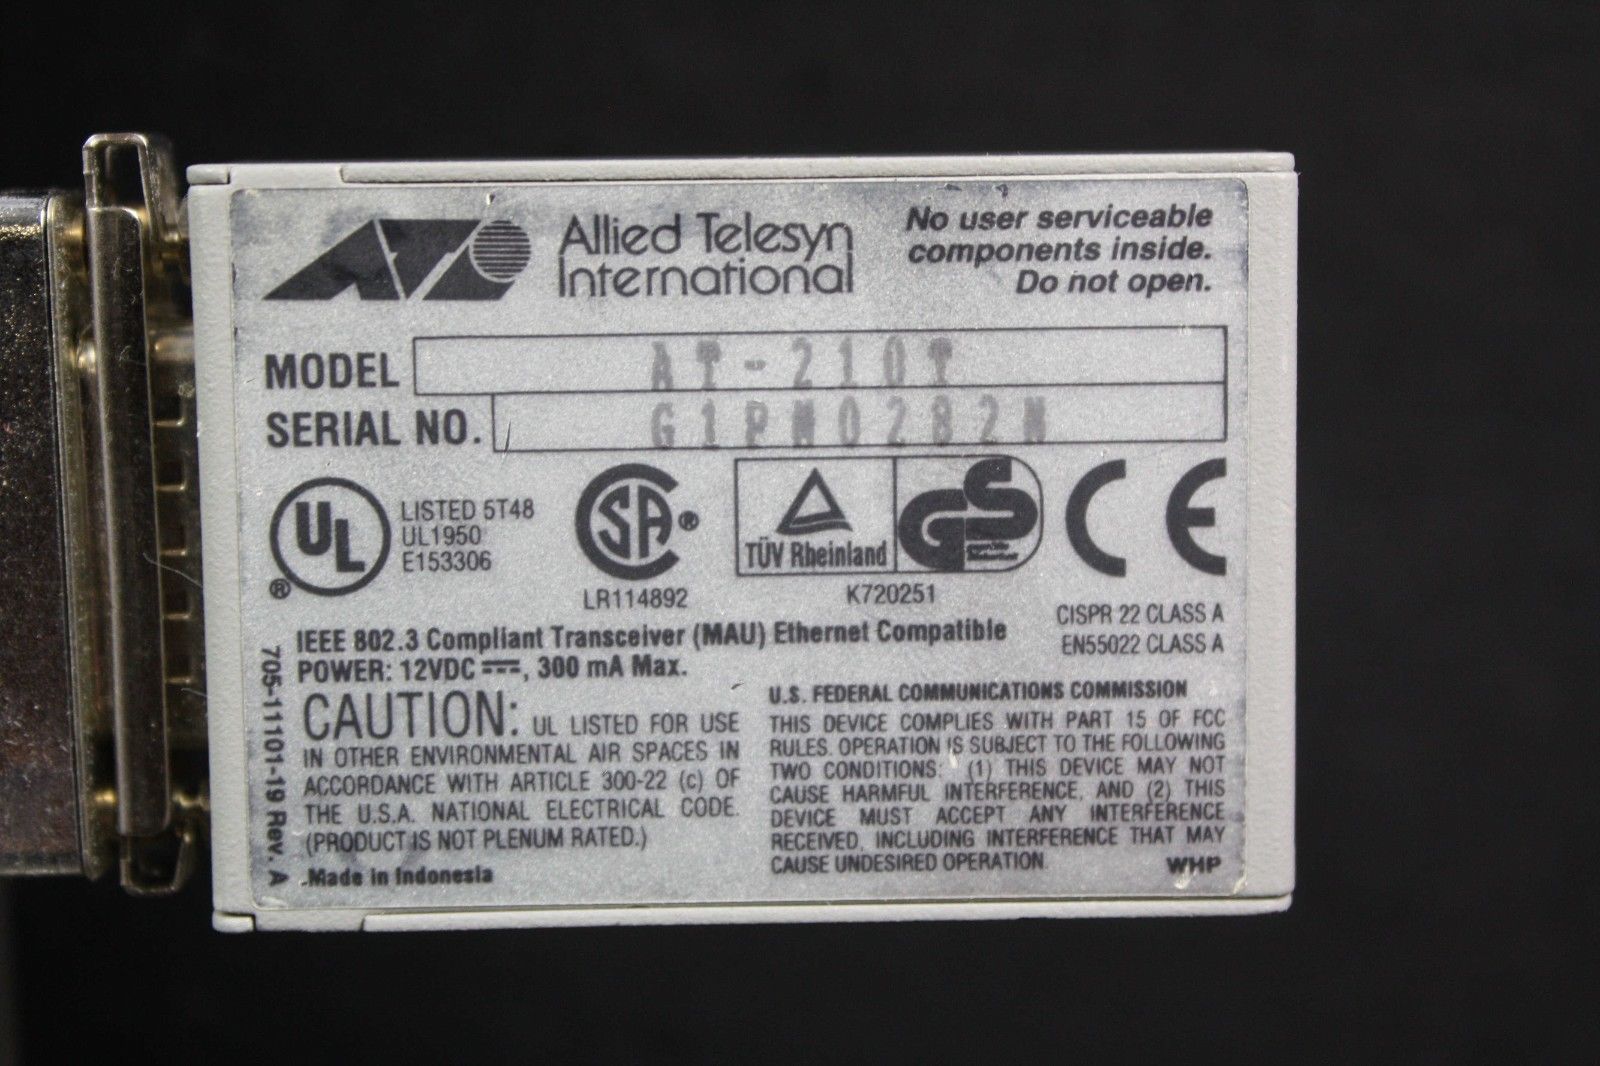 ATI Allied Telesyn
International
No user serviceable
components inside.
Do not open.
MODEL AT-210T
SERIAL NO. G1PM0282M
UL LISTED 5T48
UL1950
E153306
®
SA ®
LR114892
TÜV Rheinland
GS
K720251
CE
CISPR 22 CLASS A
EN55022 CLASS A
IEEE 802.3 Compliant Transceiver (MAU) Ethernet Compatible
POWER: 12VDC ⎓, 300 mA Max.
CAUTION: UL LISTED FOR USE
IN OTHER ENVIRONMENTAL AIR SPACES IN
ACCORDANCE WITH ARTICLE 300-22 (c) OF
THE U.S.A. NATIONAL ELECTRICAL CODE.
(PRODUCT IS NOT PLENUM RATED.)
Made in Indonesia
705-11101-19 Rev. A
U.S. FEDERAL COMMUNICATIONS COMMISSION
THIS DEVICE COMPLIES WITH PART 15 OF FCC
RULES. OPERATION IS SUBJECT TO THE FOLLOWING
TWO CONDITIONS: (1) THIS DEVICE MAY NOT
CAUSE HARMFUL INTERFERENCE, AND (2) THIS
DEVICE MUST ACCEPT ANY INTERFERENCE
RECEIVED, INCLUDING INTERFERENCE THAT MAY
CAUSE UNDESIRED OPERATION.
WHP